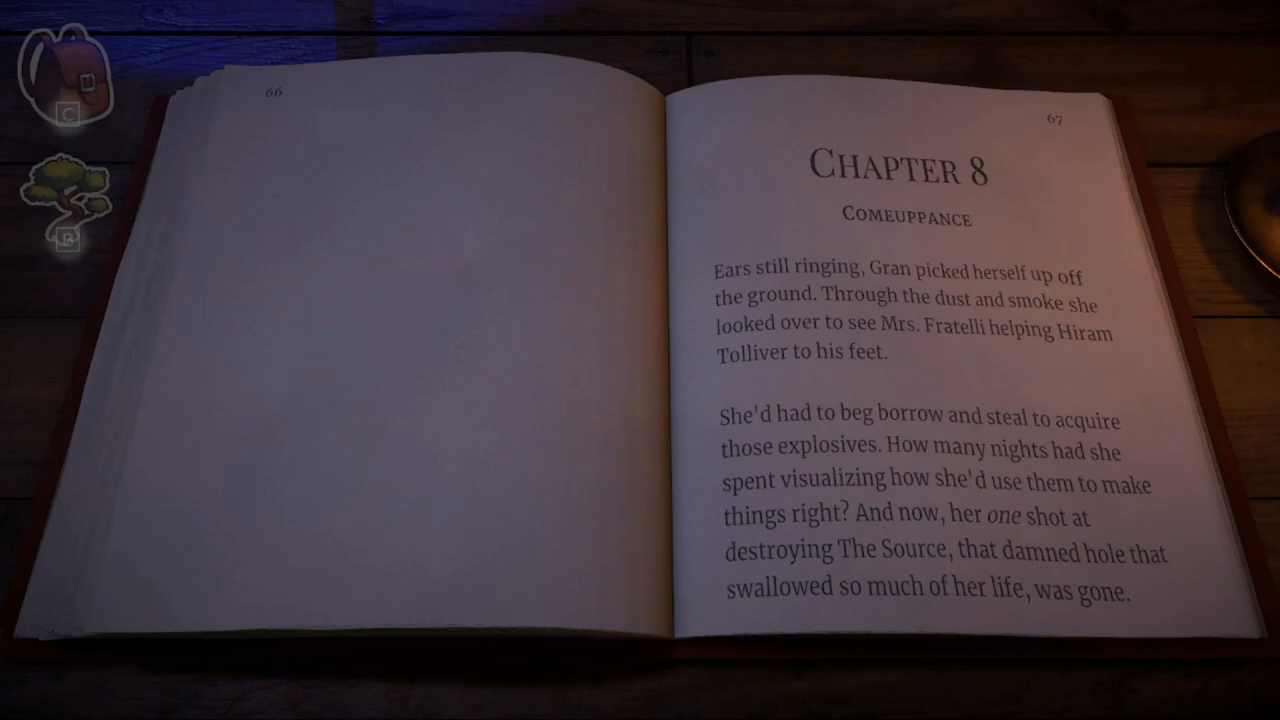 66
67
C
B
Chapter 8
Comeuppance
Ears still ringing, Gran picked herself up off
the ground. Through the dust and smoke she
looked over to see Mrs. Fratelli helping Hiram
Tolliver to his feet.
She'd had to beg borrow and steal to acquire
those explosives. How many nights had she
spent visualizing how she'd use them to make
things right? And now, her one shot at
destroying The Source, that damned hole that
swallowed so much of her life, was gone.